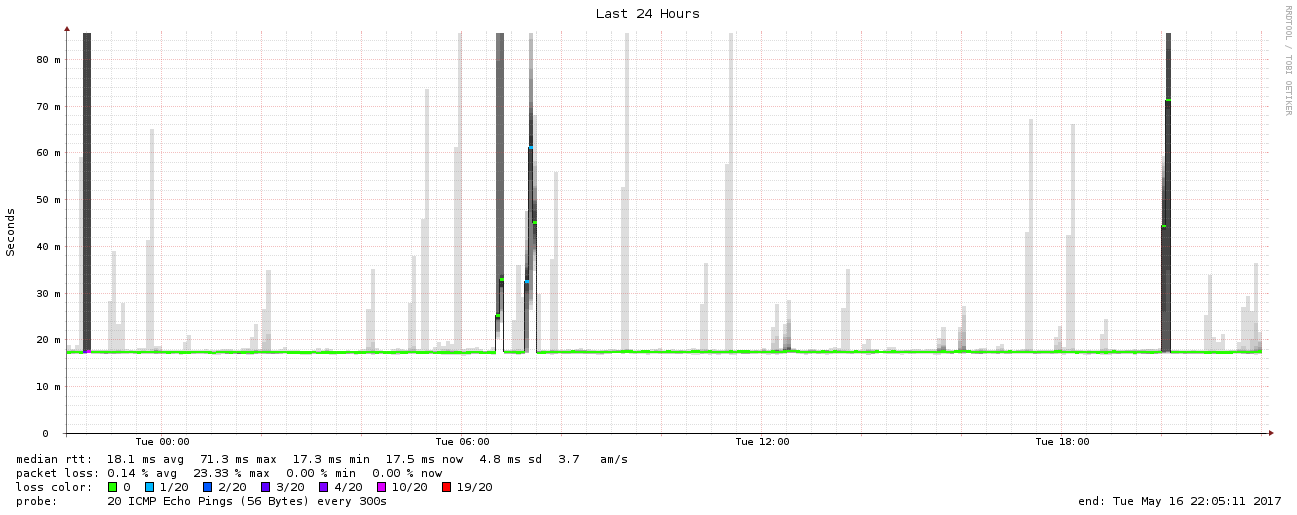 Last 24 Hours
RRDTOOL / TOBI OETIKER
Seconds
80 m
70 m
60 m
50 m
40 m
30 m
20 m
10 m
0
Tue 00:00 Tue 06:00 Tue 12:00 Tue 18:00
median rtt: 18.1 ms avg 71.3 ms max 17.3 ms min 17.5 ms now 4.8 ms sd 3.7 am/s
packet loss: 0.14 % avg 23.33 % max 0.00 % min 0.00 % now
loss color: 0 1/20 2/20 3/20 4/20 10/20 19/20
probe: 20 ICMP Echo Pings (56 Bytes) every 300s end: Tue May 16 22:05:11 2017